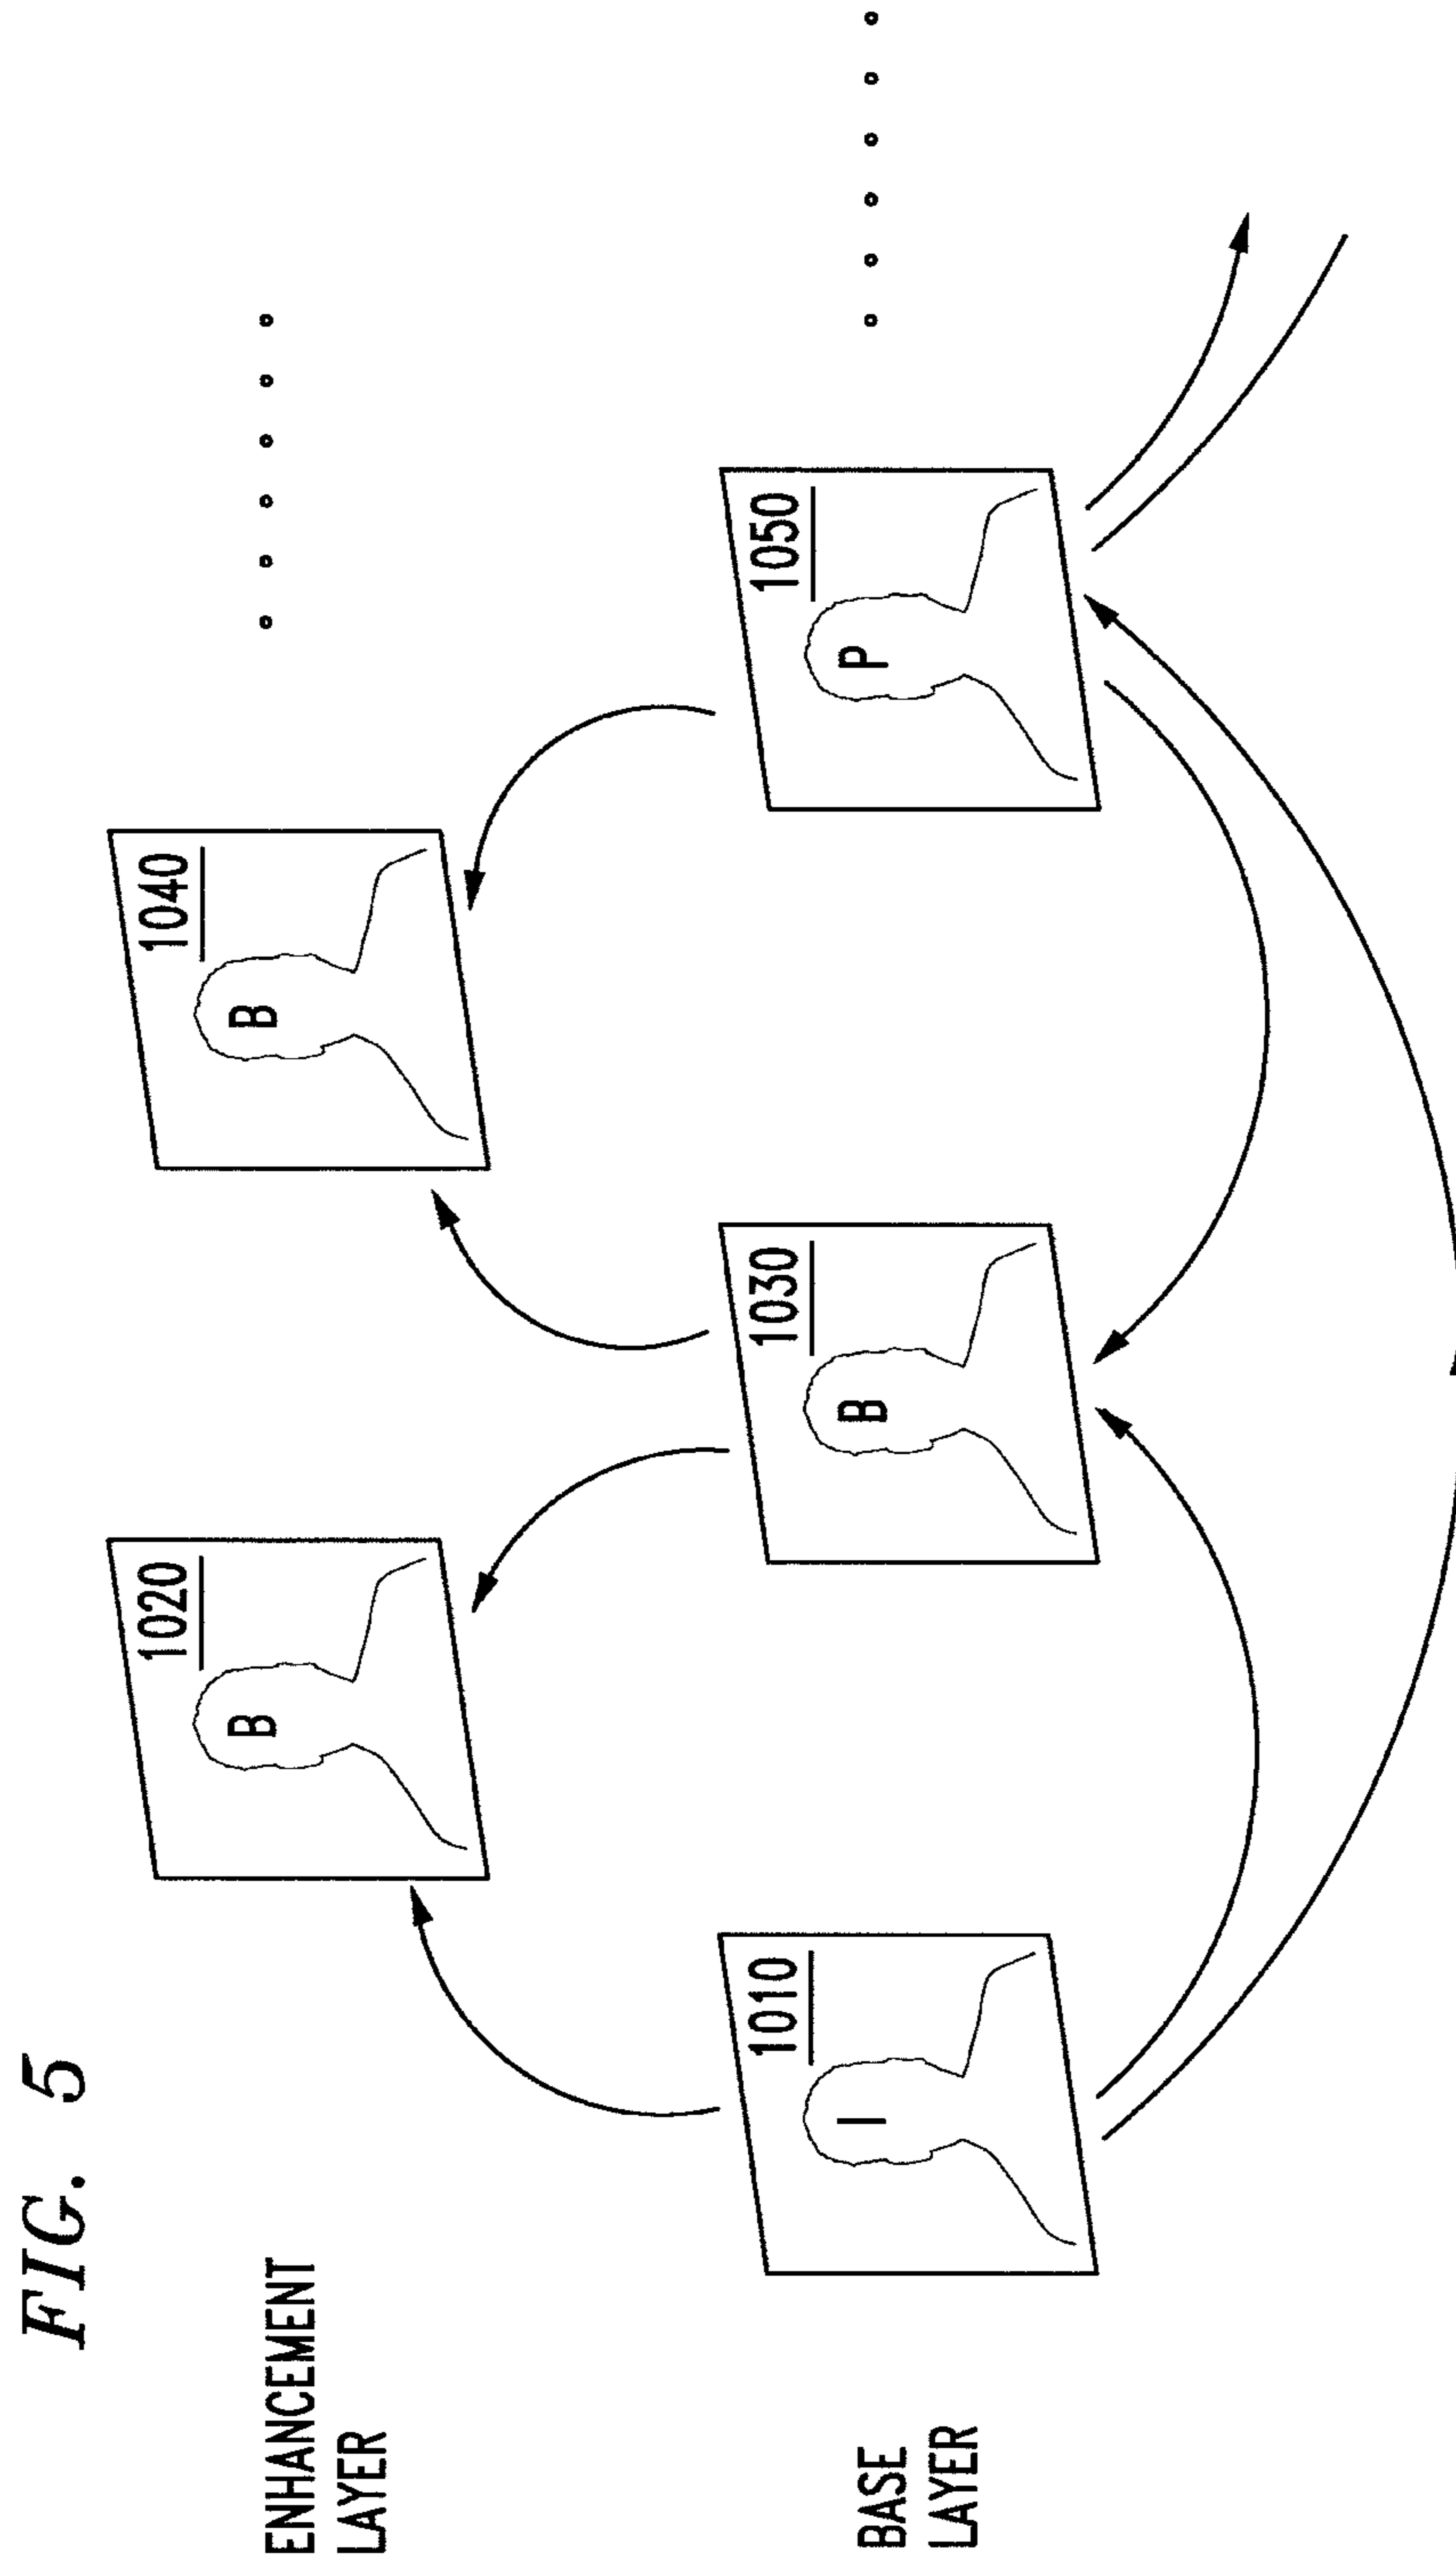 FIG. 5
ENHANCEMENT
LAYER
1020
B
1040
B
BASE
LAYER
1010
I
1030
B
1050
P